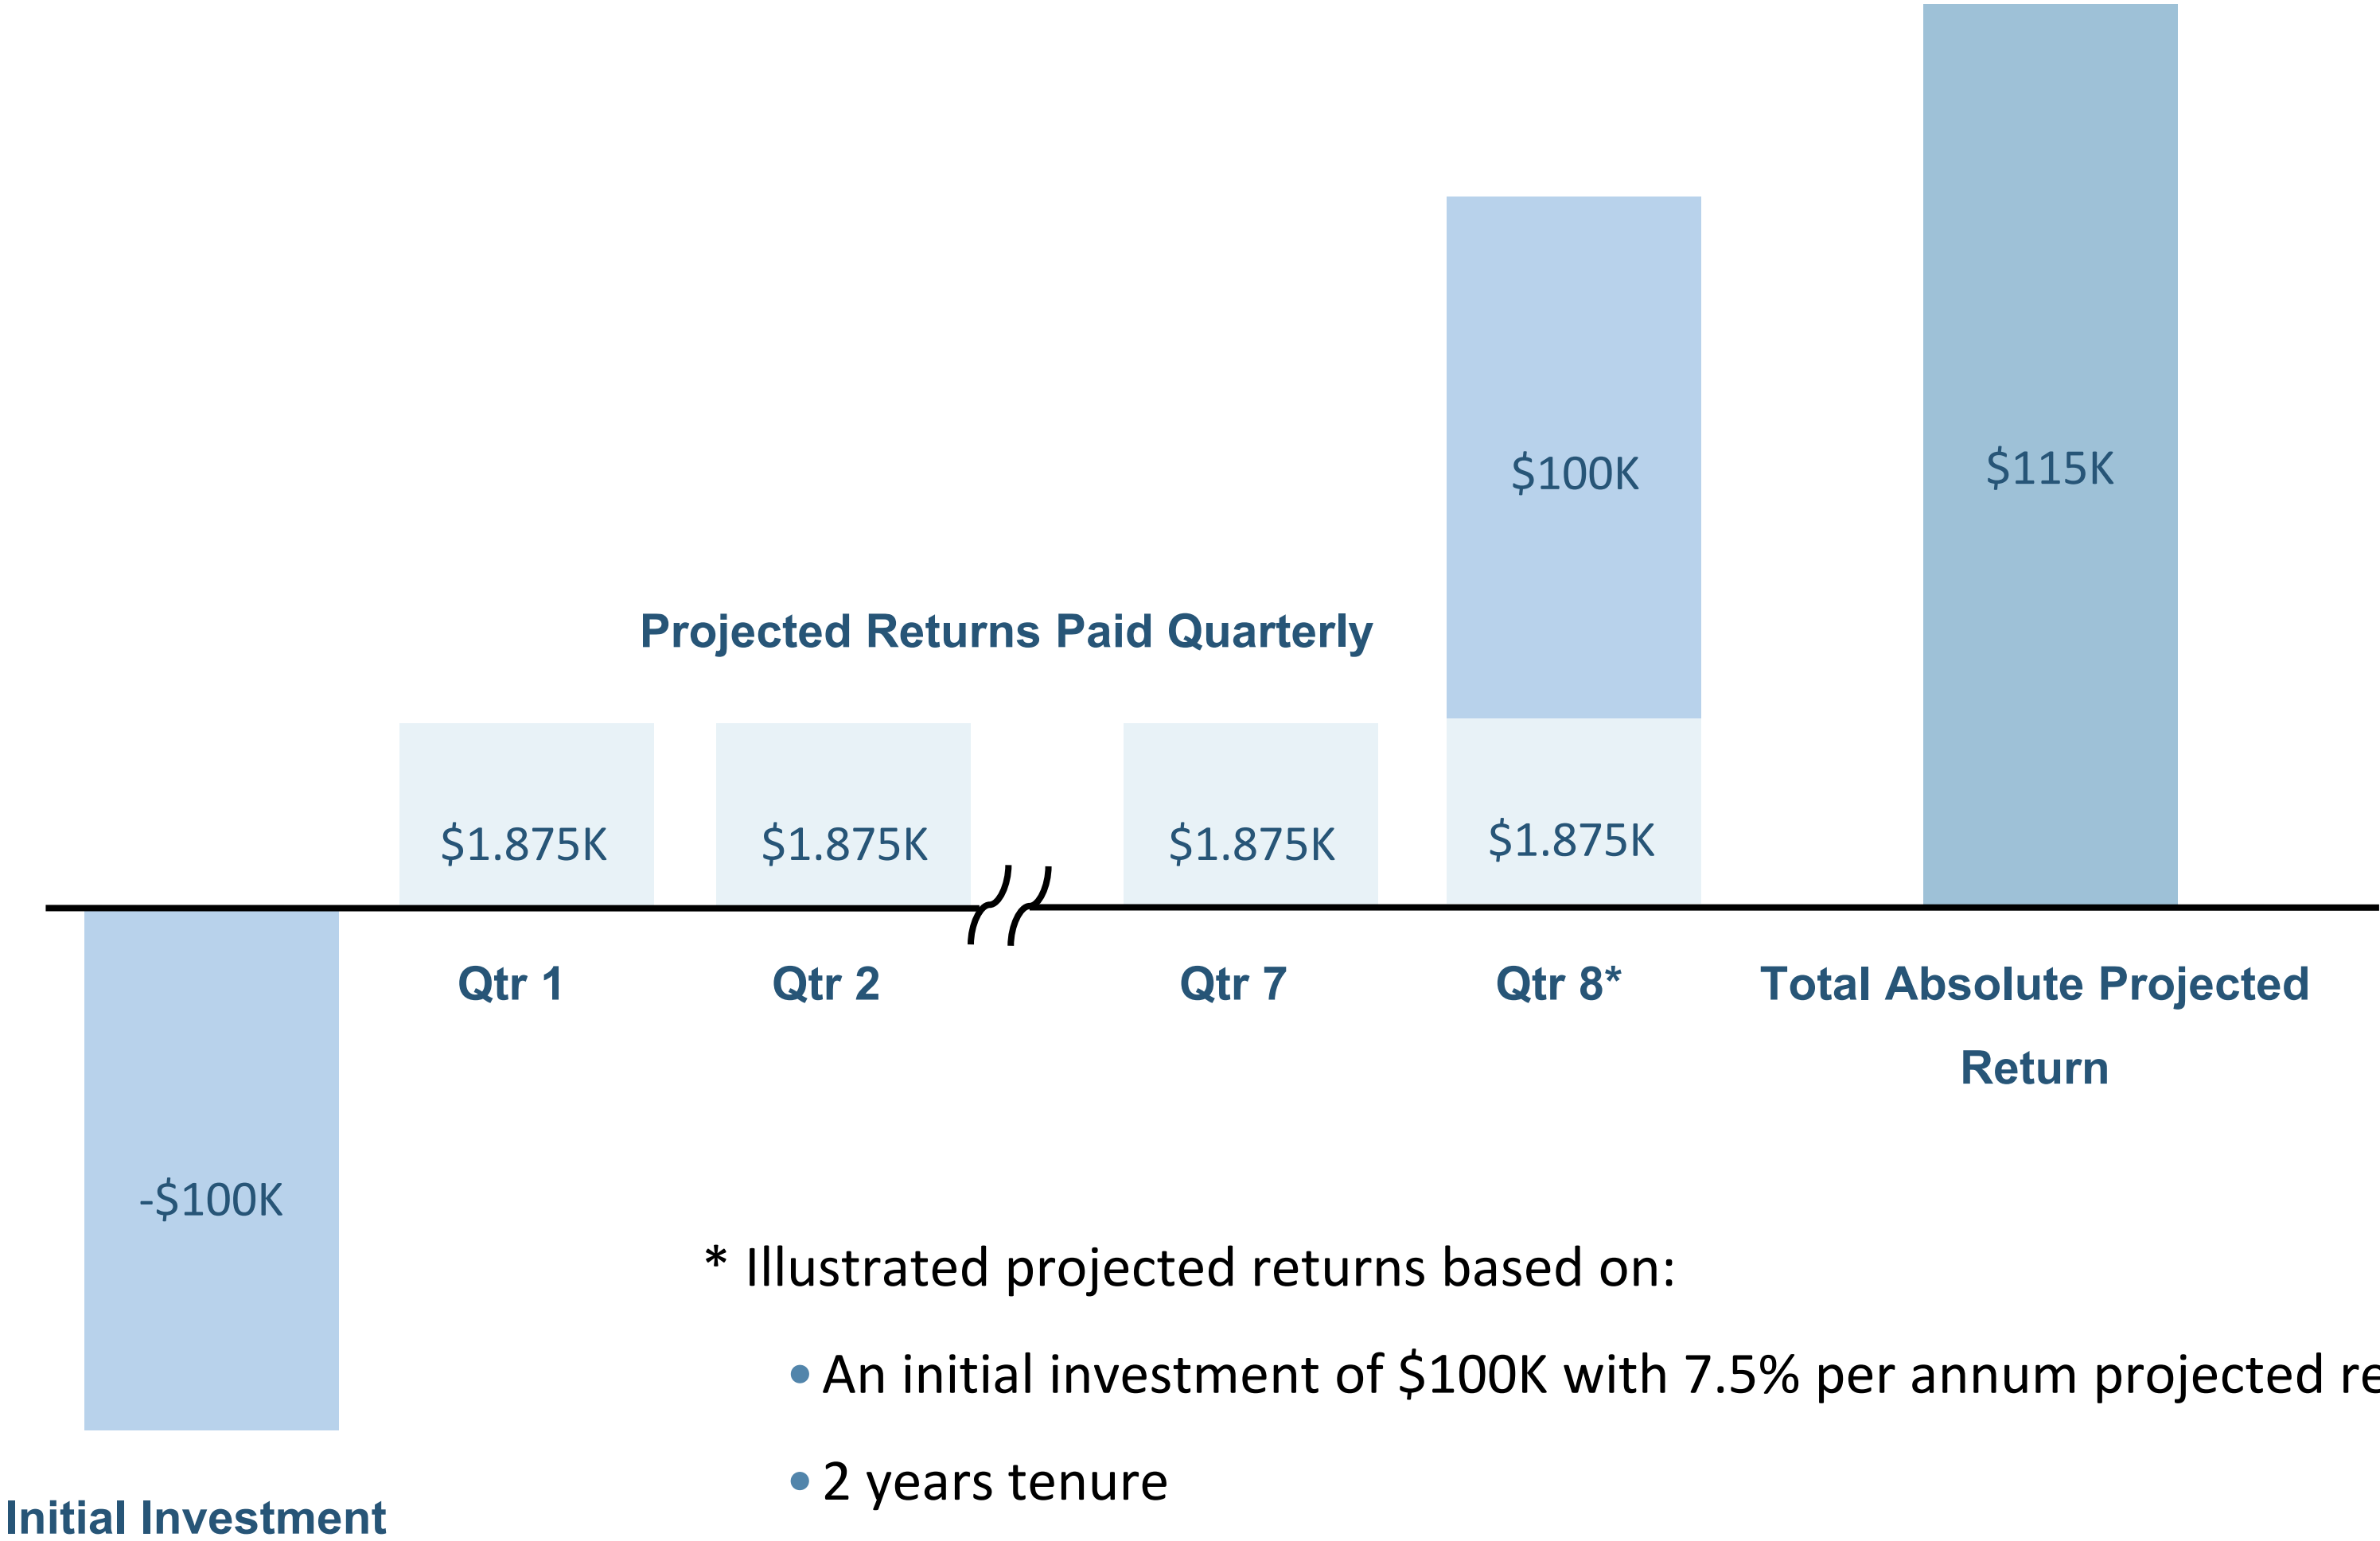 $100K
$115K
Projected Returns Paid Quarterly
$1.875K
$1.875K
$1.875K
$1.875K
Qtr 1
Qtr 2
Qtr 7
Qtr 8*
Total Absolute Projected
Return
-$100K
* Illustrated projected returns based on:
An initial investment of $100K with 7.5% per annum projected
2 years tenure
Initial Investment